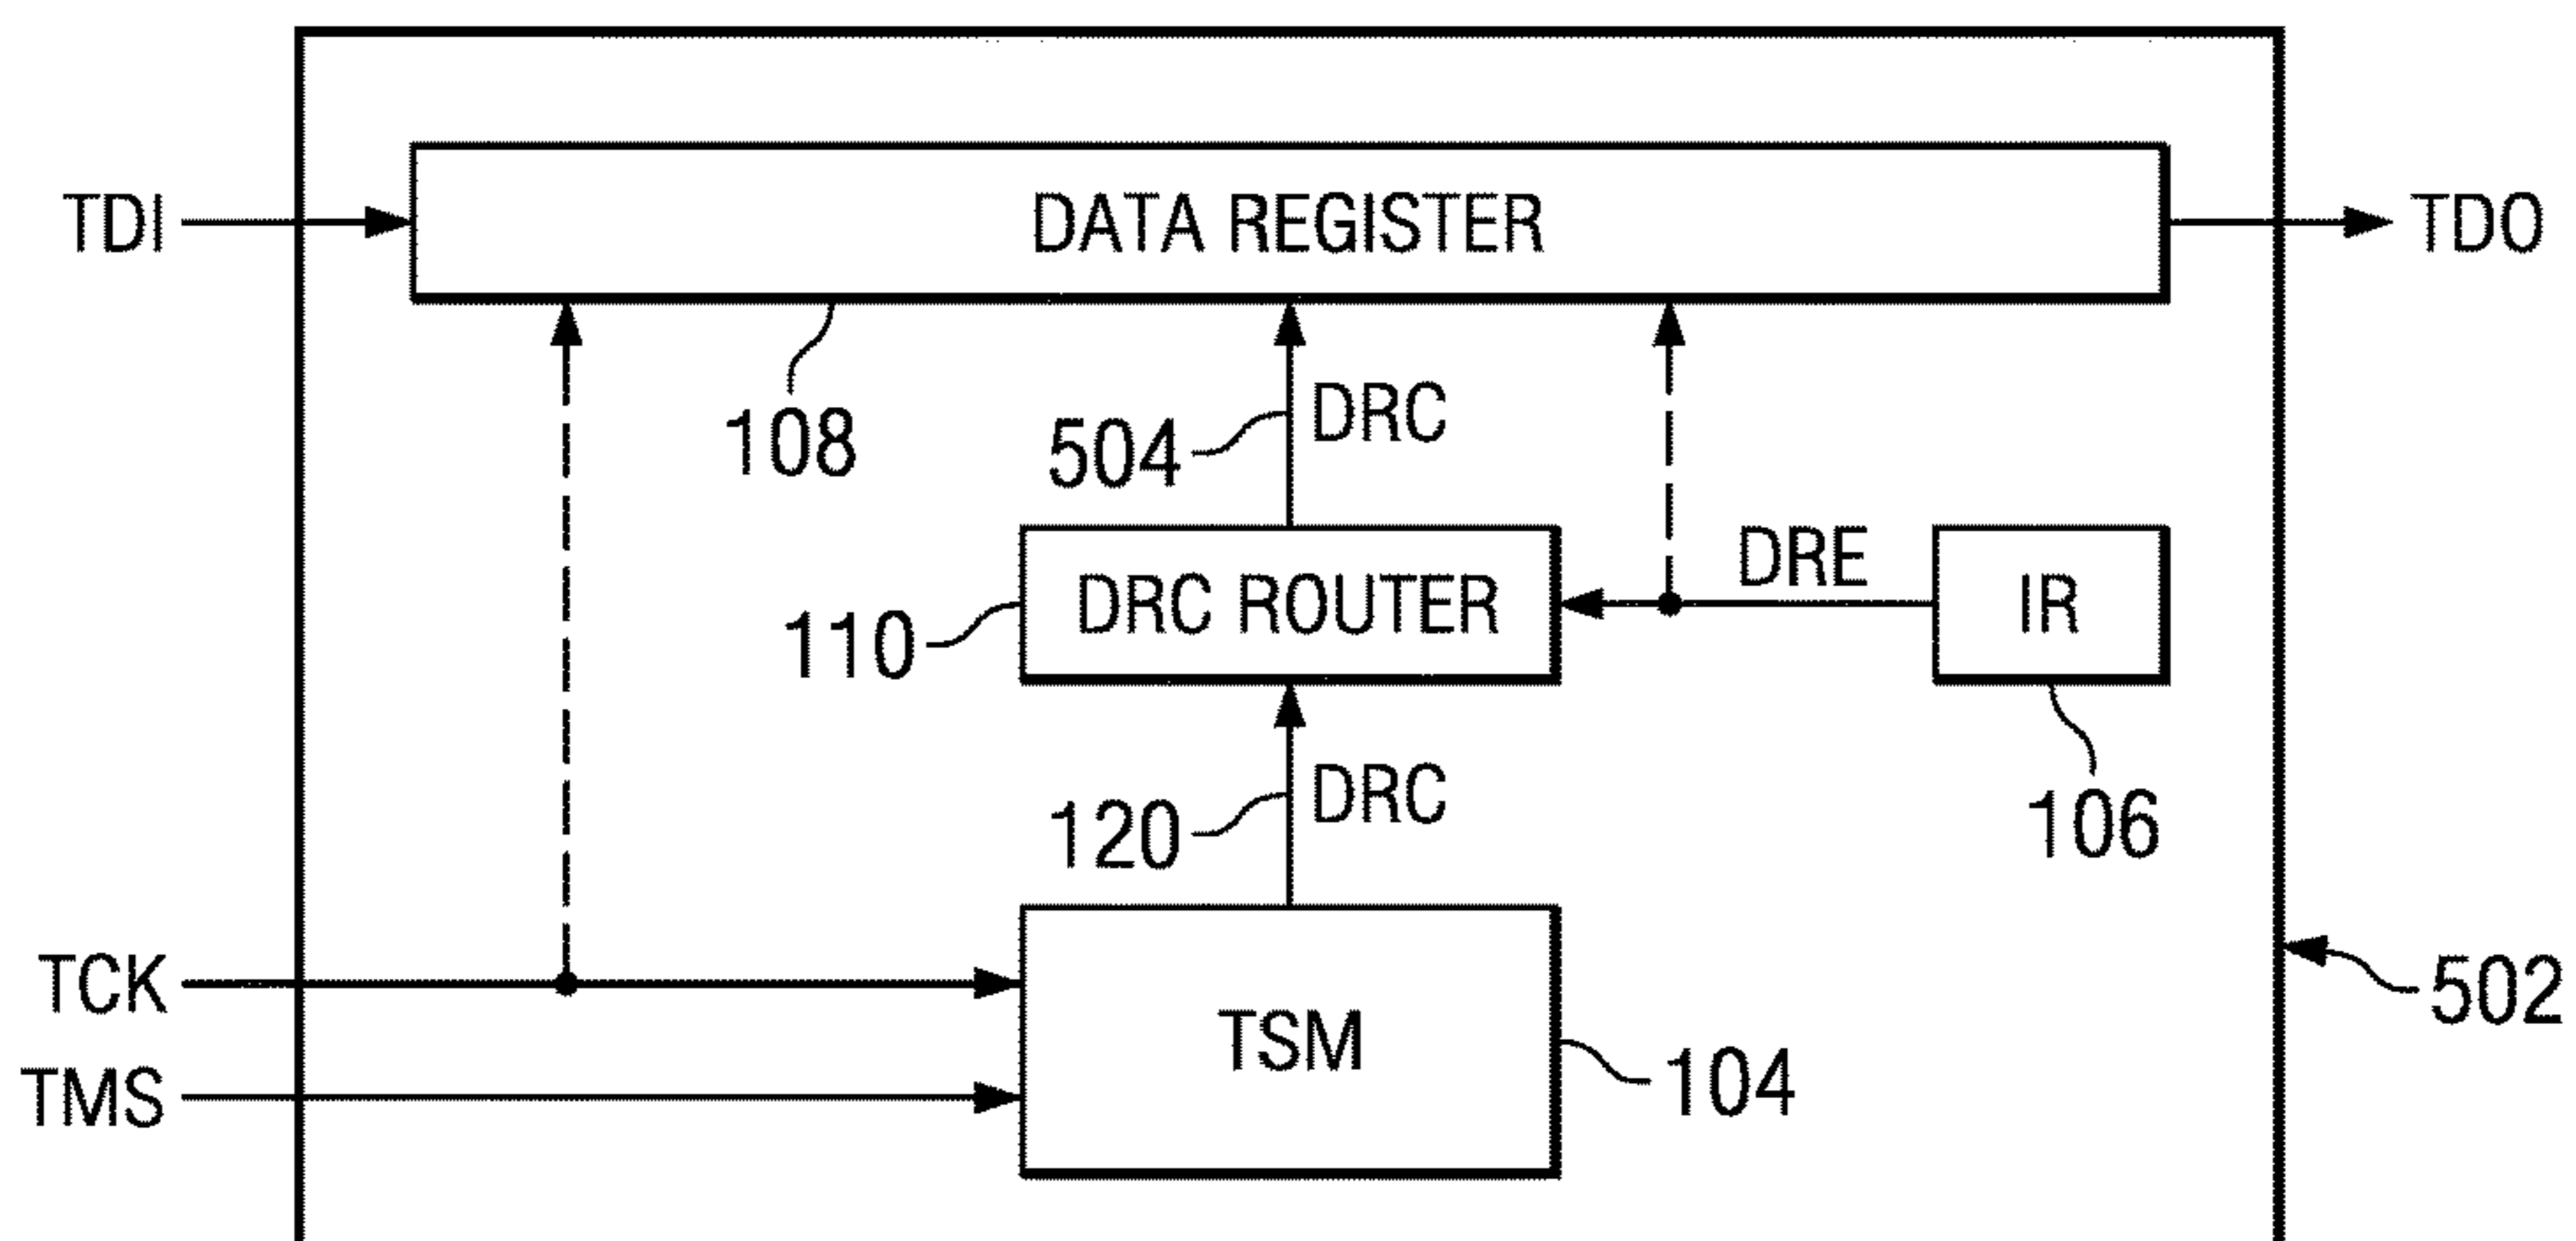 TDI
DATA REGISTER
TDO
108
504
DRC
110
DRC ROUTER
DRE
IR
120
DRC
106
TCK
TSM
502
TMS
104